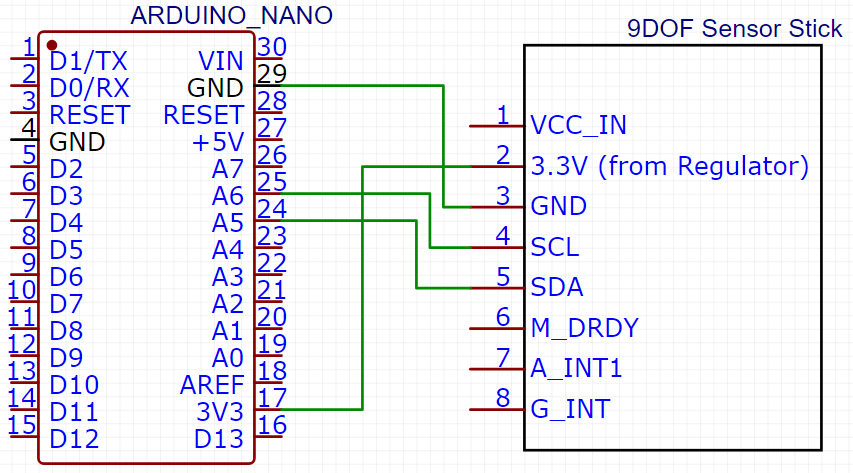 ARDUINO_NANO
9DOF Sensor Stick
1 D1/TX VIN 30
2 D0/RX GND 29
3 RESET RESET 28
4 GND +5V 27
5 D2 A7 26
6 D3 A6 25
7 D4 A5 24
8 D5 A4 23
9 D6 A3 22
10 D7 A2 21
11 D8 A1 20
12 D9 A0 19
13 D10 AREF 18
14 D11 3V3 17
15 D12 D13 16
1 VCC_IN
2 3.3V (from Regulator)
3 GND
4 SCL
5 SDA
6 M_DRDY
7 A_INT1
8 G_INT